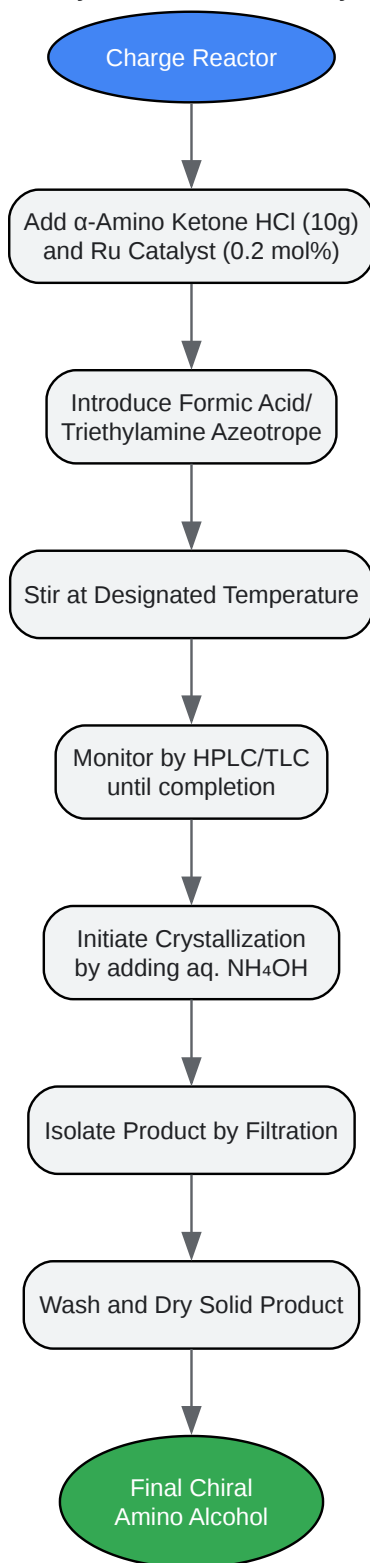 Charge Reactor
Add α-Amino Ketone HCl (10g)
and Ru Catalyst (0.2 mol%)
Introduce Formic Acid/
Triethylamine Azeotrope
Stir at Designated Temperature
Monitor by HPLC/TLC
until completion
Initiate Crystallization
by adding aq. NH₄OH
Isolate Product by Filtration
Wash and Dry Solid Product
Final Chiral
Amino Alcohol